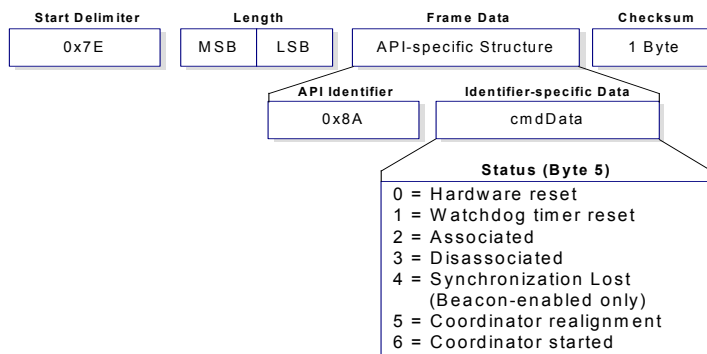 Start Delimiter Length Frame Data Checksum
0x7E MSB LSB API-specific Structure 1 Byte
API Identifier Identifier-specific Data
0x8A cmdData
Status (Byte 5)
0 = Hardware reset
1 = Watchdog timer reset
2 = Associated
3 = Disassociated
4 = Synchronization Lost
(Beacon-enabled only)
5 = Coordinator realignment
6 = Coordinator started